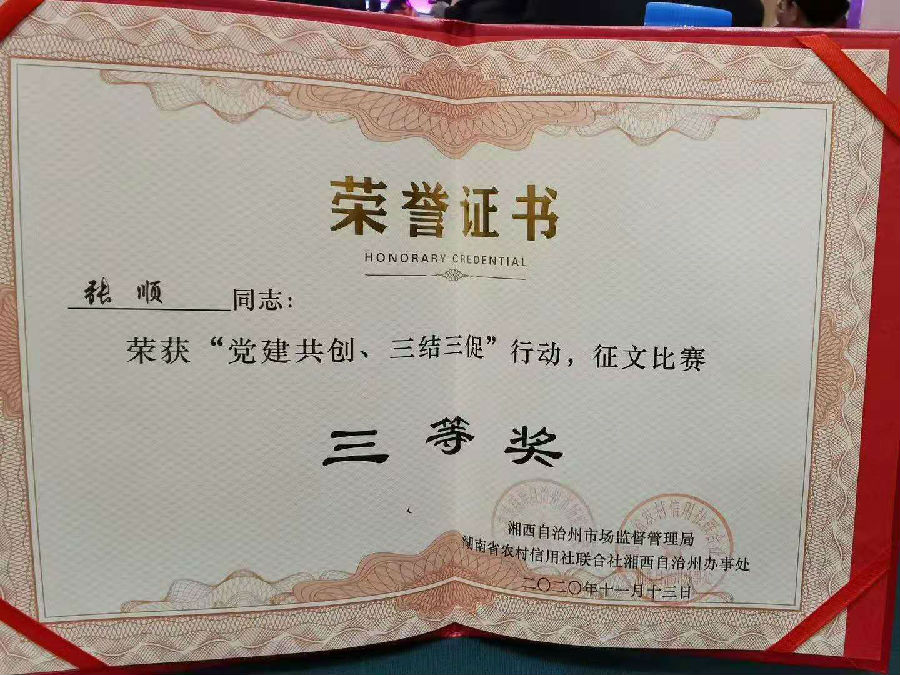 荣誉证书
HONORARY CREDENTIAL
张顺 同志：
荣获“党建共创、三结三促”行动，征文比赛
三等奖
湘西自治州市场监督管理局
湖南省农村信用社联合社湘西自治州办事处
二〇二〇年十一月十三日